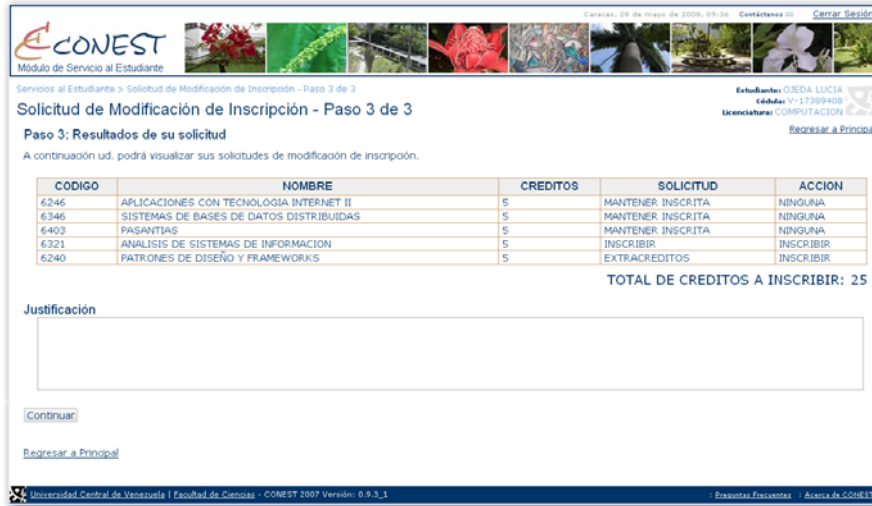 Caracas, 28 de mayo de 2008, 09:36 Contáctenos Cerrar Sesión
CONEST
Módulo de Servicio al Estudiante
Servicios al Estudiante > Solicitud de Modificación de Inscripción - Paso 3 de 3
Estudiante: OJEDA LUCIA
Cédula: V-17389408
Licenciatura: COMPUTACION
Solicitud de Modificación de Inscripción - Paso 3 de 3
Regresar a Principal
Paso 3: Resultados de su solicitud
A continuación ud. podrá visualizar sus solicitudes de modificación de inscripción.
CODIGO NOMBRE CREDITOS SOLICITUD ACCION
6246 APLICACIONES CON TECNOLOGIA INTERNET II 5 MANTENER INSCRITA NINGUNA
6346 SISTEMAS DE BASES DE DATOS DISTRIBUIDAS 5 MANTENER INSCRITA NINGUNA
6403 PASANTIAS 5 MANTENER INSCRITA NINGUNA
6321 ANALISIS DE SISTEMAS DE INFORMACION 5 INSCRIBIR INSCRIBIR
6240 PATRONES DE DISEÑO Y FRAMEWORKS 5 EXTRACREDITOS INSCRIBIR
TOTAL DE CREDITOS A INSCRIBIR: 25
Justificación
Continuar
Regresar a Principal
Universidad Central de Venezuela | Facultad de Ciencias - CONEST 2007 Versión: 0.9.3_1 : Preguntas Frecuentes : Acerca de CONEST